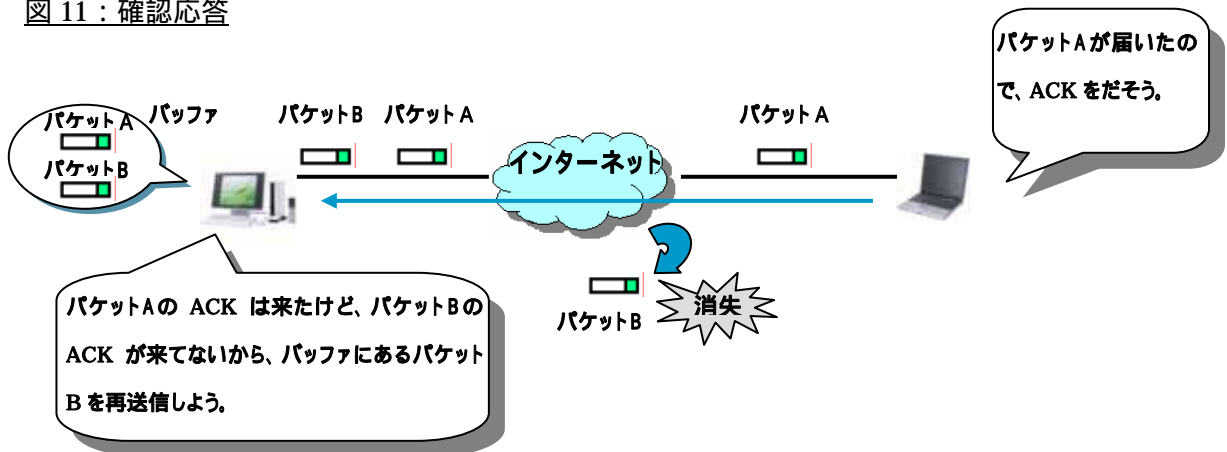 図 11：確認応答
パケットAが届いたの
で、ACK をだそう。
パケット A
パケットB
バッファ
パケットB パケット A
インターネット
パケット A
消失
パケットB
パケットAの ACK は来たけど、パケットBの
ACK が来てないから、バッファにあるパケット
B を再送信しよう。